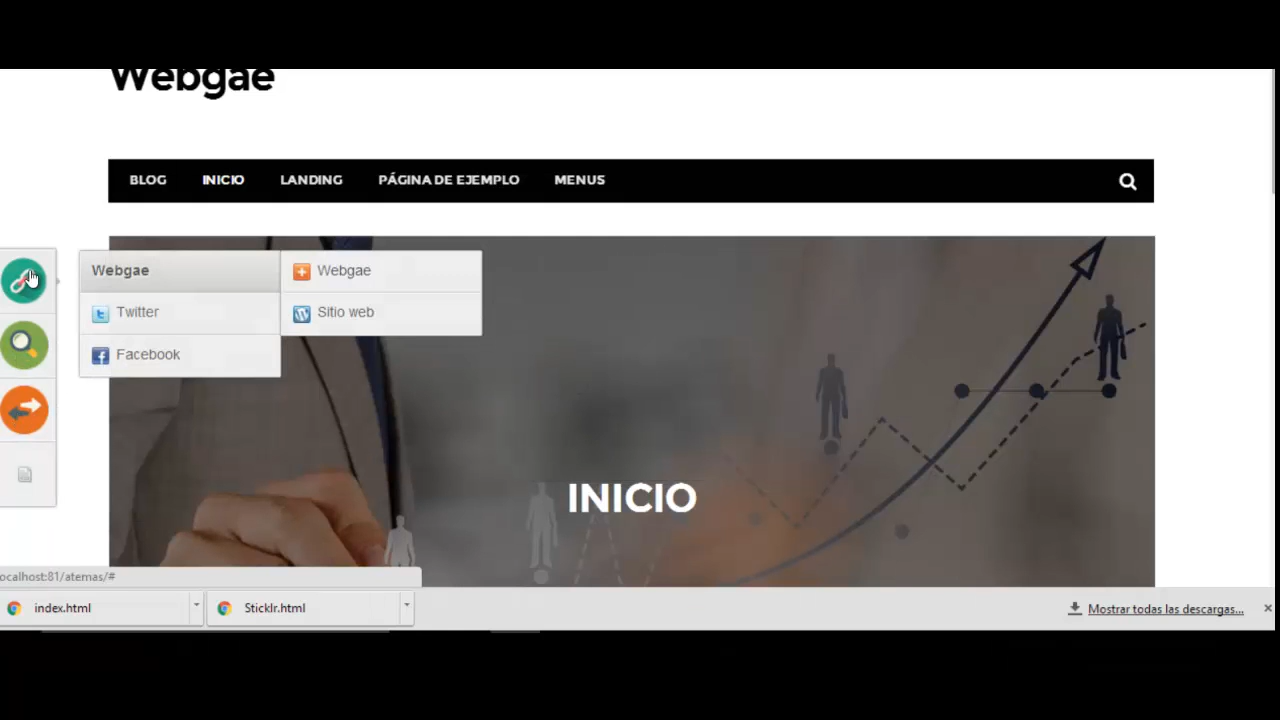 Webgae
BLOG INICIO LANDING PÁGINA DE EJEMPLO MENUS
Webgae Webgae
Twitter Sitio web
Facebook
INICIO
ocalhost:81/atemas/#
index.html Sticklr.html Mostrar todas las descargas...